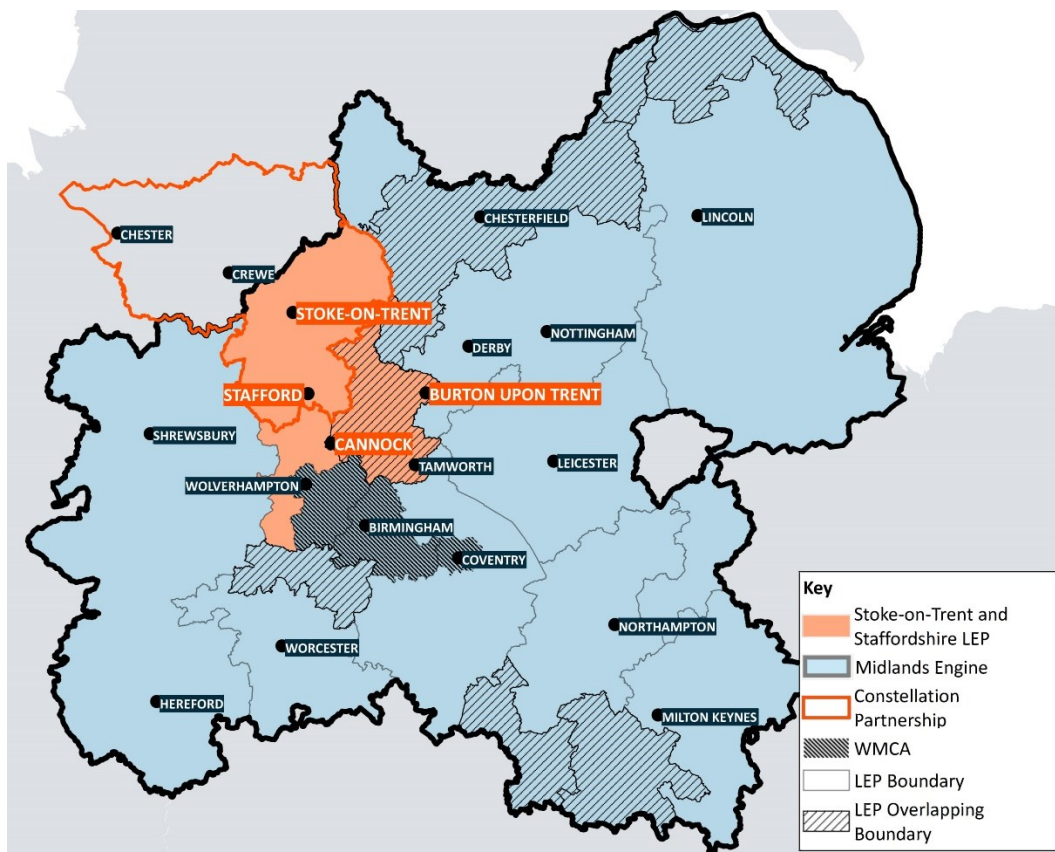 CHESTERFIELD
LINCOLN
CHESTER
CREWE
STOKE-ON-TRENT
NOTTINGHAM
DERBY
STAFFORD
BURTON UPON TRENT
SHREWSBURY
CANNOCK
LEICESTER
TAMWORTH
WOLVERHAMPTON
BIRMINGHAM
COVENTRY
NORTHAMPTON
WORCESTER
HEREFORD
MILTON KEYNES
Key
Stoke-on-Trent and
Staffordshire LEP
Midlands Engine
Constellation
Partnership
WMCA
LEP Boundary
LEP Overlapping
Boundary